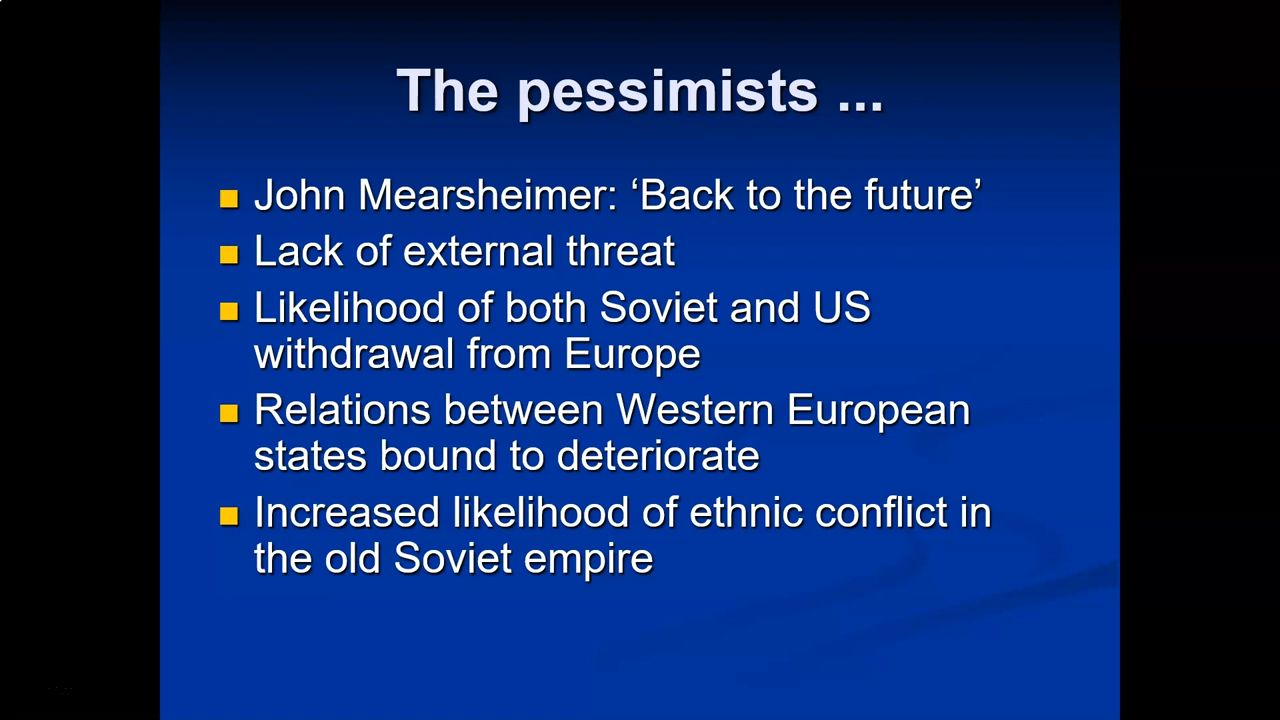 The pessimists ...
John Mearsheimer: ‘Back to the future’
Lack of external threat
Likelihood of both Soviet and US
withdrawal from Europe
Relations between Western European
states bound to deteriorate
Increased likelihood of ethnic conflict in
the old Soviet empire